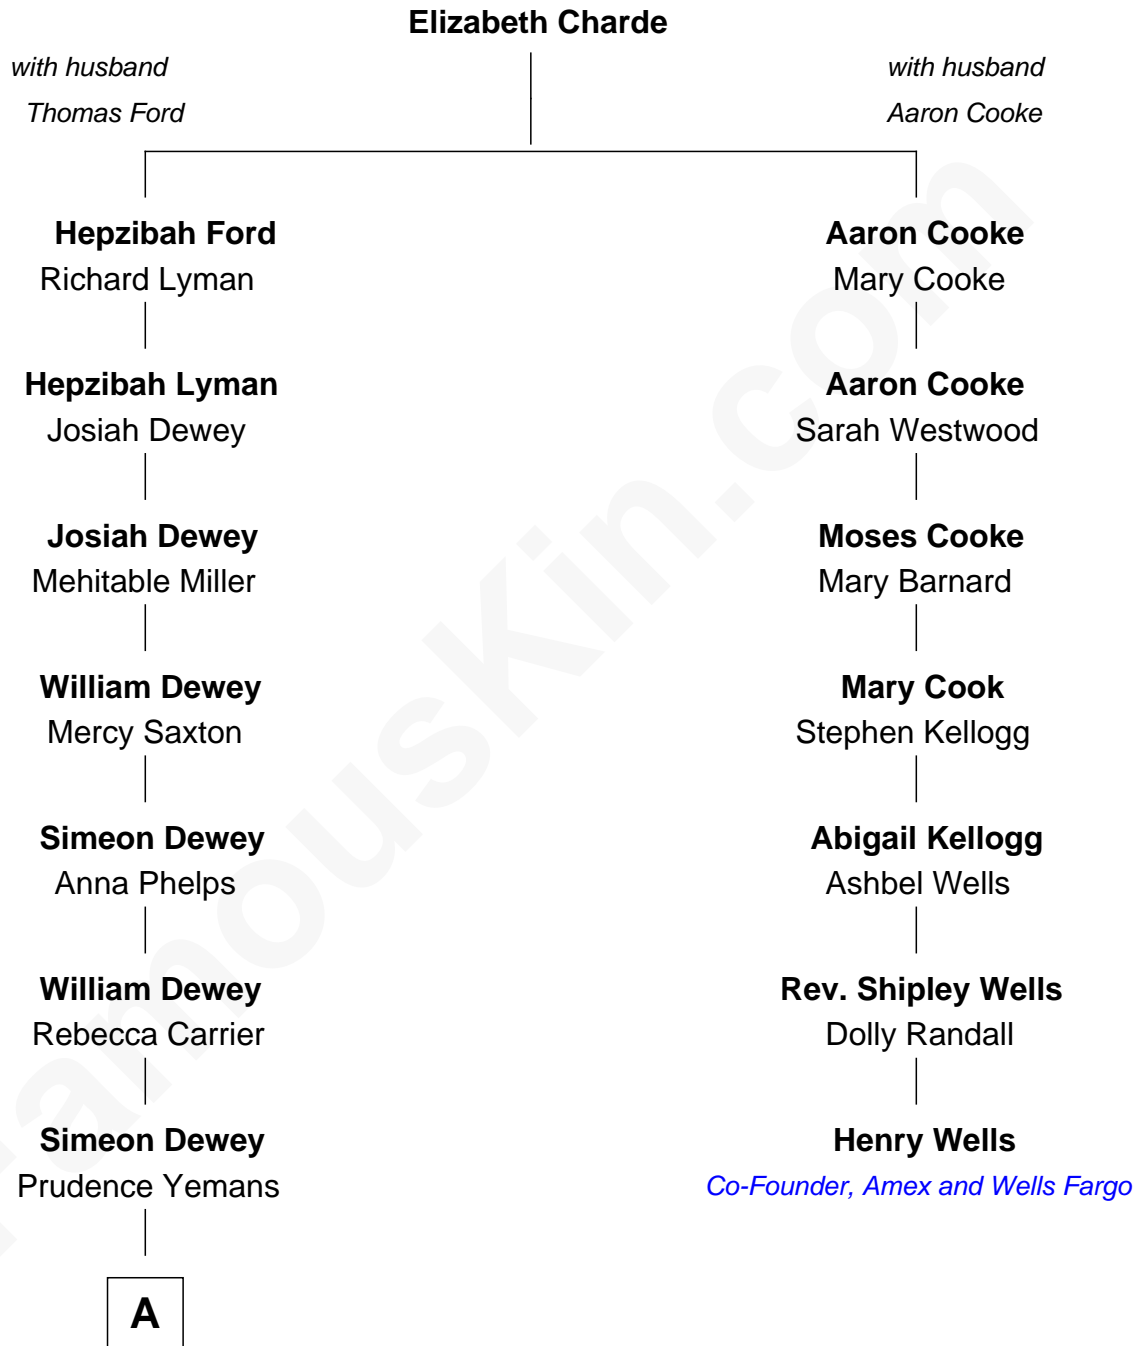 Elizabeth Charde
with husband
Thomas Ford
with husband
Aaron Cooke
Hepzibah Ford
Richard Lyman
Hepzibah Lyman
Josiah Dewey
Josiah Dewey
Mehitable Miller
William Dewey
Mercy Saxton
Simeon Dewey
Anna Phelps
William Dewey
Rebecca Carrier
Simeon Dewey
Prudence Yemans
A
Aaron Cooke
Mary Cooke
Aaron Cooke
Sarah Westwood
Moses Cooke
Mary Barnard
Mary Cook
Stephen Kellogg
Abigail Kellogg
Ashbel Wells
Rev. Shipley Wells
Dolly Randall
Henry Wells
Co-Founder, Amex and Wells Fargo
FamousKin.com